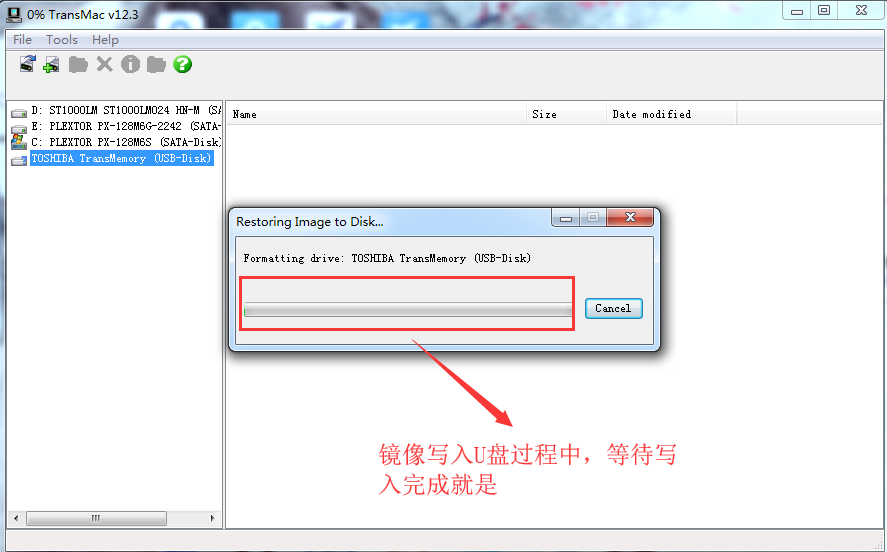 0% TransMac v12.3
File Tools Help
D: ST1000LM ST1000LM024 HN-M (SA
E: PLEXTOR PX-128M6G-2242 (SATA-
C: PLEXTOR PX-128M6S (SATA-Disk)
TOSHIBA TransMemory (USB-Disk)
Name Size Date modified
Restoring Image to Disk...
Formatting drive: TOSHIBA TransMemory (USB-Disk)
Cancel
镜像写入U盘过程中，等待写
入完成就是